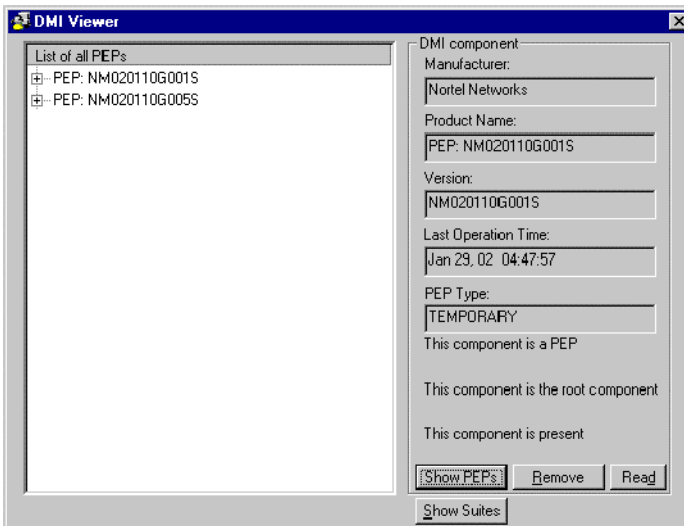 DMI Viewer
List of all PEPs
PEP: NM020110G001S
PEP: NM020110G005S
DMI component
Manufacturer:
Nortel Networks
Product Name:
PEP: NM020110G001S
Version:
NM020110G001S
Last Operation Time:
Jan 29, 02 04:47:57
PEP Type:
TEMPORARY
This component is a PEP
This component is the root component
This component is present
Show PEPs Remove Read
Show Suites